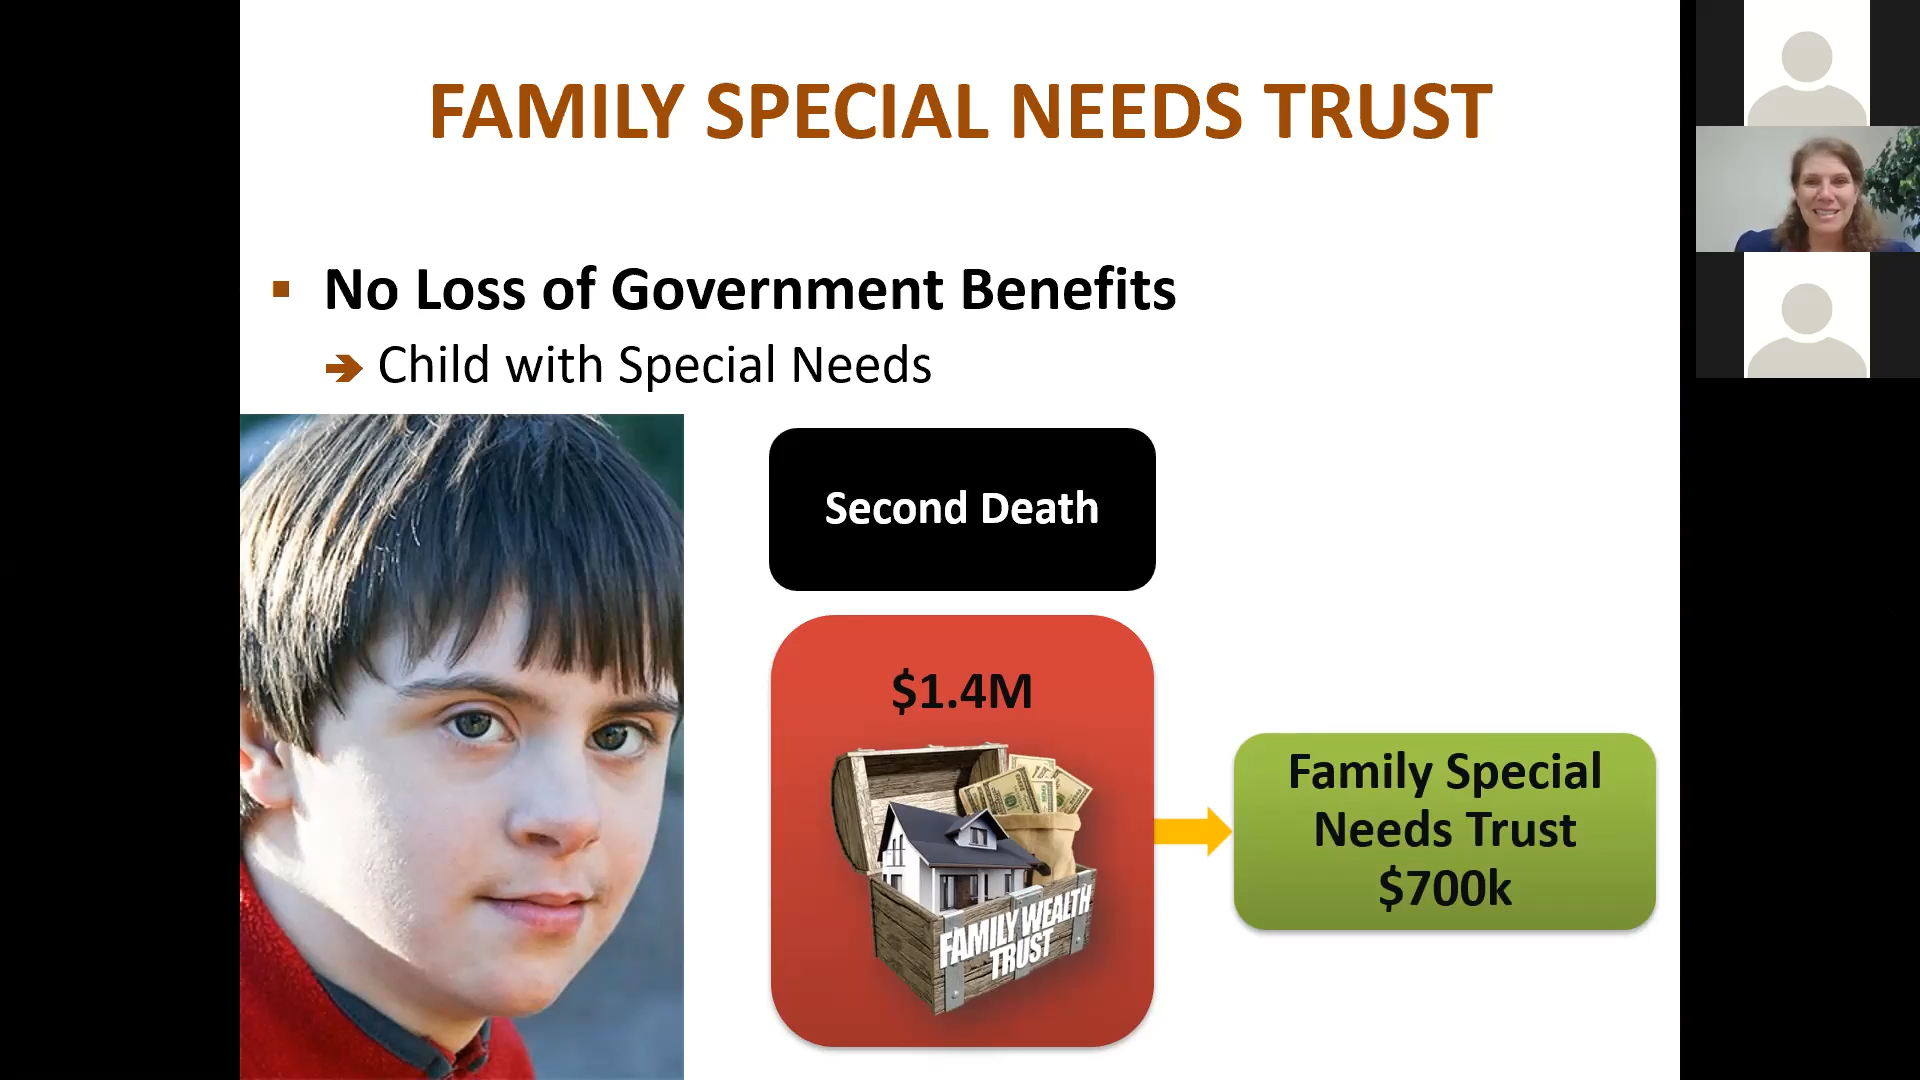 FAMILY SPECIAL NEEDS TRUST
No Loss of Government Benefits
Child with Special Needs
Second Death
$1.4M
FAMILY WEALTH
TRUST
Family Special
Needs Trust
$700k